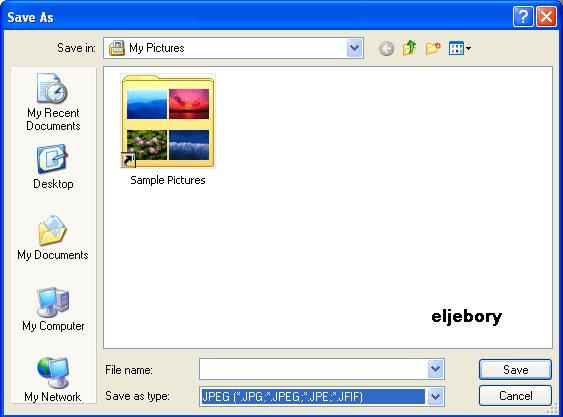 Save As
Save in:
My Pictures
My Recent
Documents
Desktop
My Documents
My Computer
My Network
Sample Pictures
eljebory
File name:
Save
Save as type:
JPEG (*.JPG;*.JPEG;*.JPE;*.JFIF)
Cancel